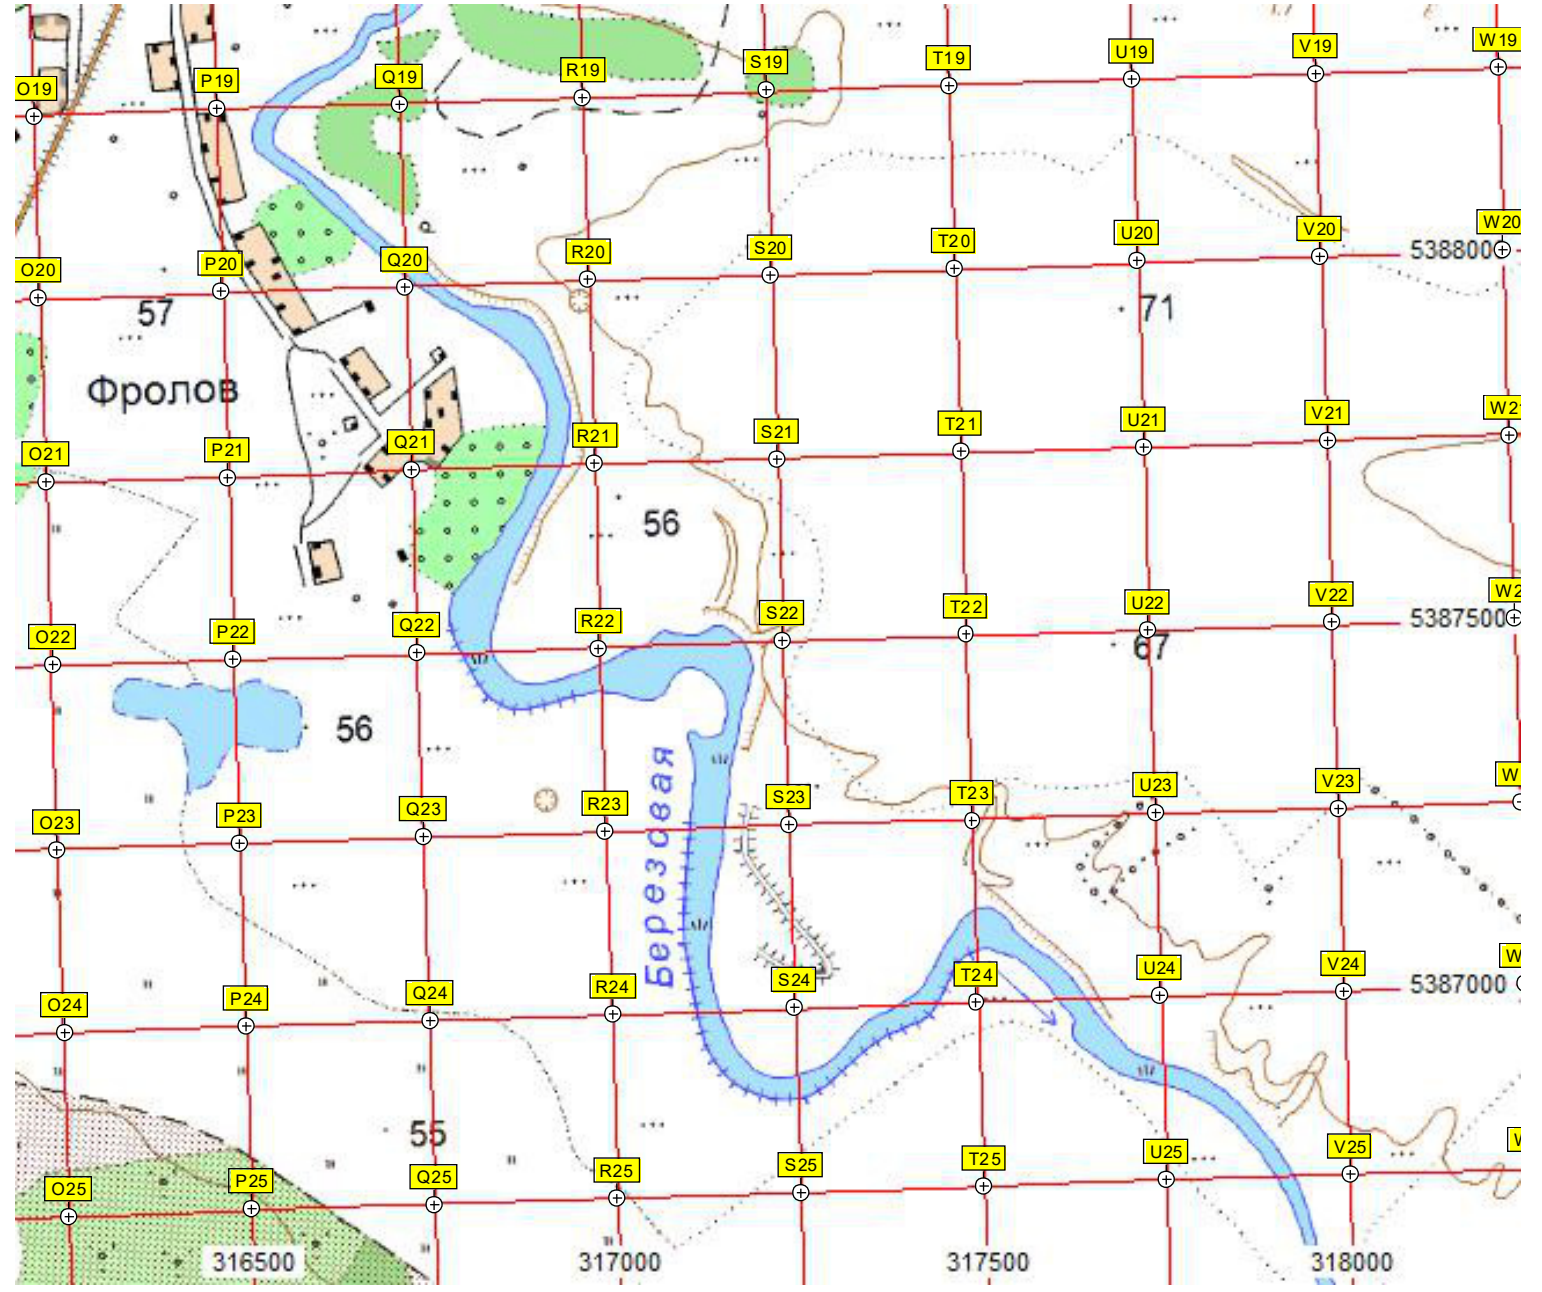 O19 P19 Q19 R19 S19 T19 U19 V19 W19
O20 P20 Q20 R20 S20 T20 U20 V20 W20
5388000
57
71
Фролов
O21 P21 Q21 R21 S21 T21 U21 V21 W21
56
O22 P22 Q22 R22 S22 T22 U22 V22 W2
5387500
67
56
Березовая
O23 P23 Q23 R23 S23 T23 U23 V23 W
O24 P24 Q24 R24 S24 T24 U24 V24 W
5387000
55
O25 P25 Q25 R25 S25 T25 U25 V25
316500 317000 317500 318000